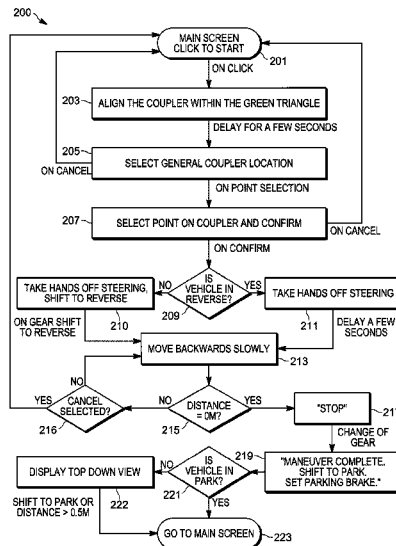 200
MAIN SCREEN
CLICK TO START
201
ON CLICK
203
ALIGN THE COUPLER WITHIN THE GREEN TRIANGLE
DELAY FOR A FEW SECONDS
205
SELECT GENERAL COUPLER LOCATION
ON CANCEL
ON POINT SELECTION
207
SELECT POINT ON COUPLER AND CONFIRM
ON CANCEL
ON CONFIRM
TAKE HANDS OFF STEERING,
SHIFT TO REVERSE
210
NO
IS
VEHICLE IN
REVERSE?
209
YES
TAKE HANDS OFF STEERING
211
ON GEAR SHIFT
TO REVERSE
DELAY A FEW
SECONDS
MOVE BACKWARDS SLOWLY
213
YES
CANCEL
SELECTED?
216
NO
NO
DISTANCE
= 0M?
215
YES
"STOP"
217
CHANGE OF
GEAR
219
"MANEUVER COMPLETE.
SHIFT TO PARK.
SET PARKING BRAKE."
DISPLAY TOP DOWN VIEW
222
NO
IS
VEHICLE IN
PARK?
221
YES
SHIFT TO PARK OR
DISTANCE > 0.5M
GO TO MAIN SCREEN
223